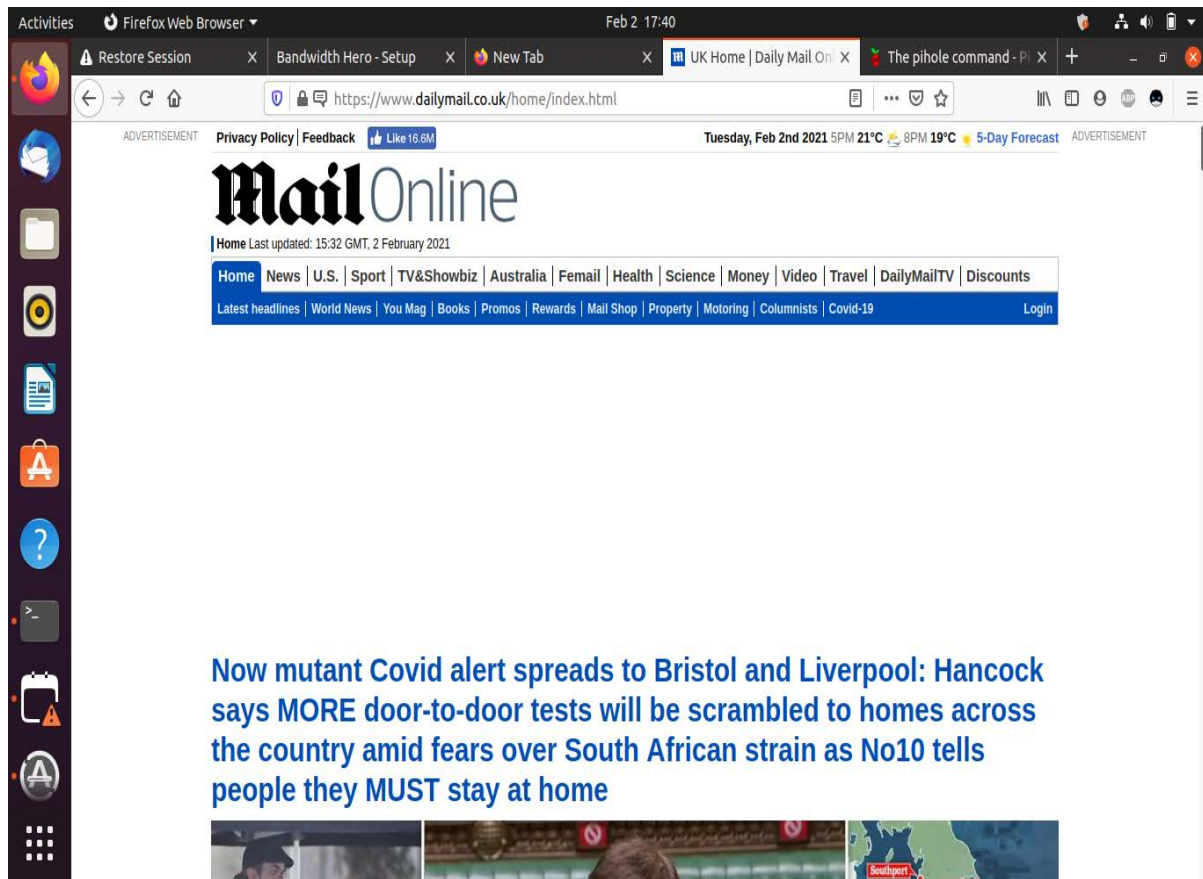 Activities Firefox Web Browser Feb 2 17:40
Restore Session Bandwidth Hero - Setup New Tab UK Home | Daily Mail Onl The pihole command - Pi
https://www.dailymail.co.uk/home/index.html ABP
ADVERTISEMENT Privacy Policy | Feedback Like 16.6M Tuesday, Feb 2nd 2021 5PM 21°C 8PM 19°C 5-Day Forecast ADVERTISEMENT
Mail Online
Home Last updated: 15:32 GMT, 2 February 2021
Home News | U.S. | Sport | TV&Showbiz | Australia | Femail | Health | Science | Money | Video | Travel | DailyMailTV | Discounts
Latest headlines | World News | You Mag | Books | Promos | Rewards | Mail Shop | Property | Motoring | Columnists | Covid-19 Login
Now mutant Covid alert spreads to Bristol and Liverpool: Hancock
says MORE door-to-door tests will be scrambled to homes across
the country amid fears over South African strain as No10 tells
people they MUST stay at home
Southport